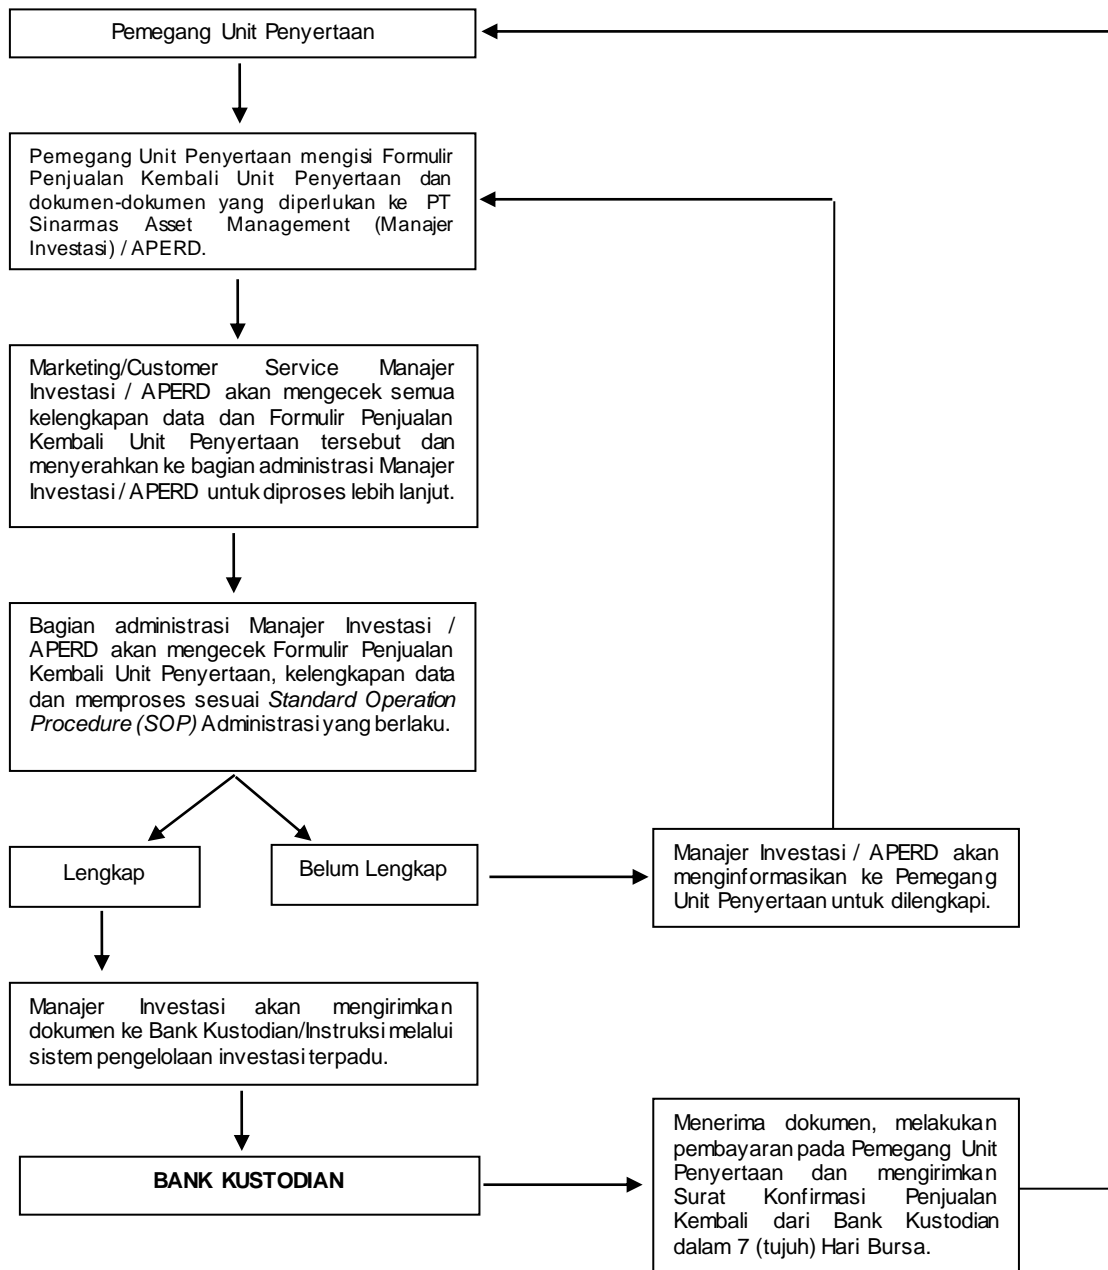 Pemegang Unit Penyertaan
Pemegang Unit Penyertaan mengisi Formulir
Penjualan Kembali Unit Penyertaan dan
dokumen-dokumen yang diperlukan ke PT
Sinarmas Asset Management (Manajer
Investasi) / APERD.
Marketing/Customer Service Manajer
Investasi / APERD akan mengecek semua
kelengkapan data dan Formulir Penjualan
Kembali Unit Penyertaan tersebut dan
menyerahkan ke bagian administrasi Manajer
Investasi / APERD untuk diproses lebih lanjut.
Bagian administrasi Manajer Investasi /
APERD akan mengecek Formulir Penjualan
Kembali Unit Penyertaan, kelengkapan data
dan memproses sesuai Standard Operation
Procedure (SOP) Administrasi yang berlaku.
Lengkap
Belum Lengkap
Manajer Investasi / APERD akan
menginformasikan ke Pemegang
Unit Penyertaan untuk dilengkapi.
Manajer Investasi akan mengirimkan
dokumen ke Bank Kustodian/Instruksi melalui
sistem pengelolaan investasi terpadu.
BANK KUSTODIAN
Menerima dokumen, melakukan
pembayaran pada Pemegang Unit
Penyertaan dan mengirimkan
Surat Konfirmasi Penjualan
Kembali dari Bank Kustodian
dalam 7 (tujuh) Hari Bursa.